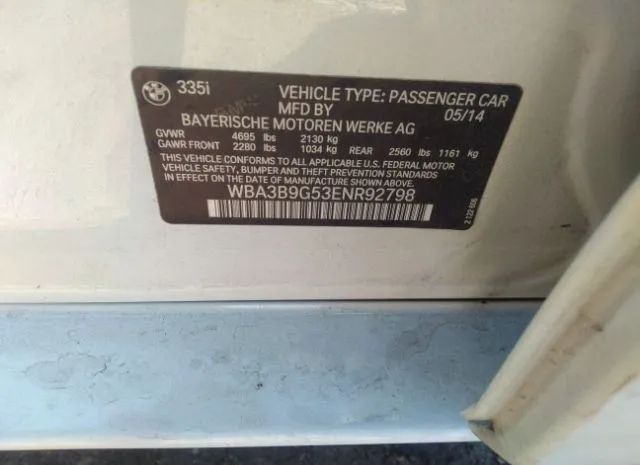 BMW 335i
VEHICLE TYPE: PASSENGER CAR
MFD BY 05/14
BAYERISCHE MOTOREN WERKE AG
GVWR 4695 lbs 2130 kg
GAWR FRONT 2280 lbs 1034 kg REAR 2560 lbs 1161 kg
THIS VEHICLE CONFORMS TO ALL APPLICABLE U.S. FEDERAL MOTOR
VEHICLE SAFETY, BUMPER AND THEFT PREVENTION STANDARDS
IN EFFECT ON THE DATE OF MANUFACTURE SHOWN ABOVE.
WBA3B9G53ENR92798